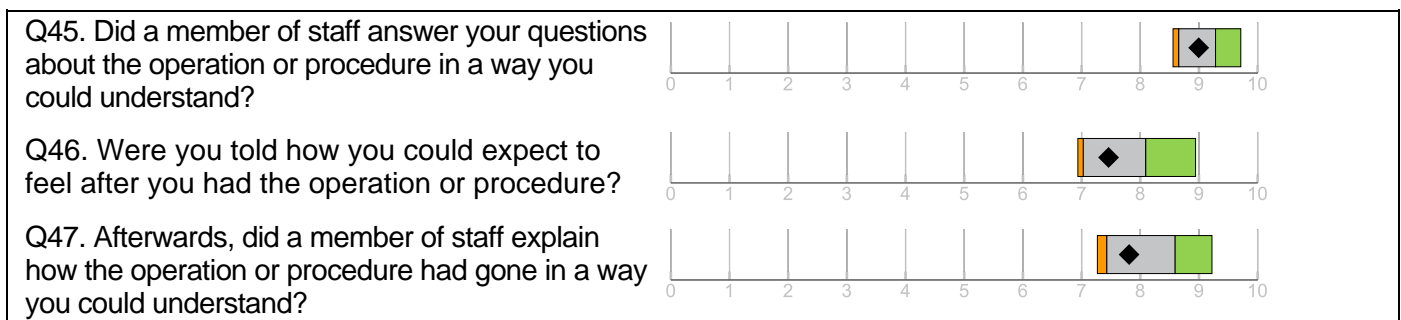 Q45. Did a member of staff answer your questions
about the operation or procedure in a way you
could understand?
0 1 2 3 4 5 6 7 8 9 10
Q46. Were you told how you could expect to
feel after you had the operation or procedure?
0 1 2 3 4 5 6 7 8 9 10
Q47. Afterwards, did a member of staff explain
how the operation or procedure had gone in a way
you could understand?
0 1 2 3 4 5 6 7 8 9 10